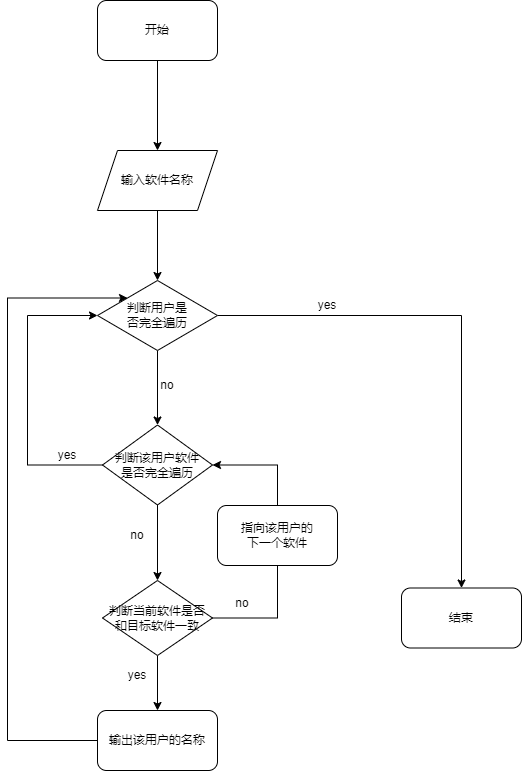 开始
输入软件名称
判断用户是
否完全遍历
yes
no
判断该用户软件
是否完全遍历
yes
no
指向该用户的
下一个软件
判断当前软件是否
和目标软件一致
no
结束
yes
输出该用户的名称